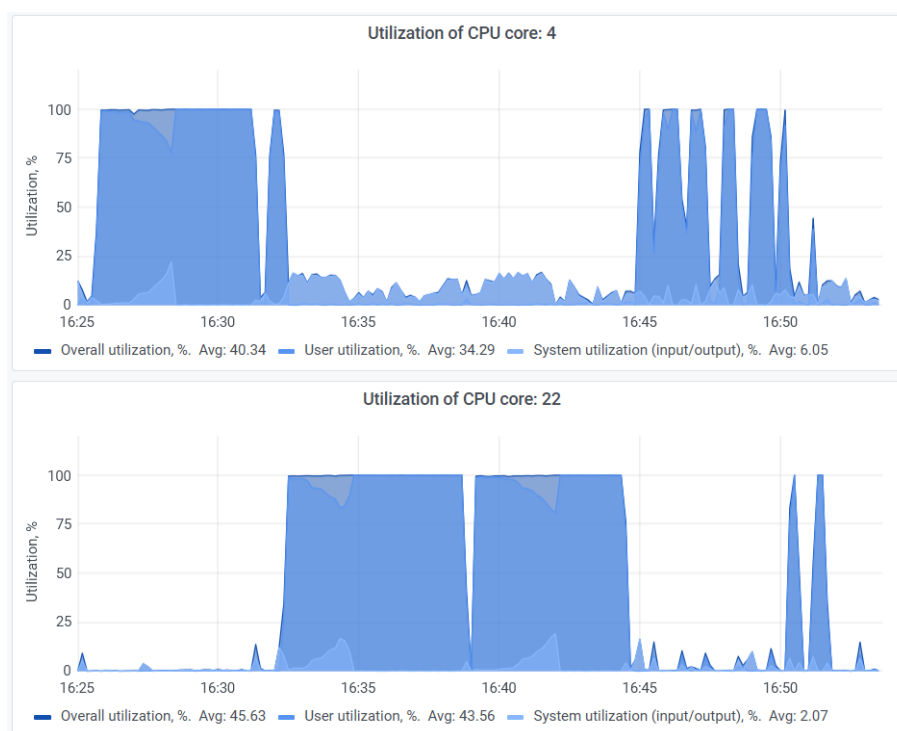 Utilization of CPU core: 4
100
75
50
25
0
Utilization, %
16:25 16:30 16:35 16:40 16:45 16:50
Overall utilization, %. Avg: 40.34 User utilization, %. Avg: 34.29 System utilization (input/output), %. Avg: 6.05
Utilization of CPU core: 22
100
75
50
25
0
Utilization, %
16:25 16:30 16:35 16:40 16:45 16:50
Overall utilization, %. Avg: 45.63 User utilization, %. Avg: 43.56 System utilization (input/output), %. Avg: 2.07